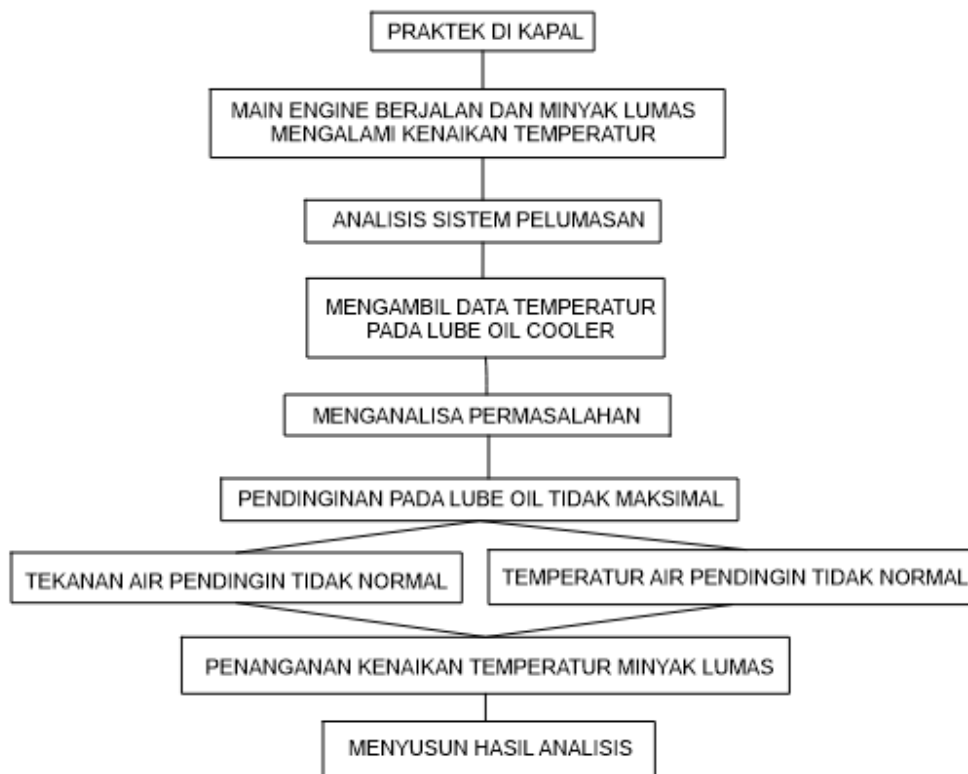 PRAKTEK DI KAPAL
MAIN ENGINE BERJALAN DAN MINYAK LUMAS
MENGALAMI KENAIKAN TEMPERATUR
ANALISIS SISTEM PELUMASAN
MENGAMBIL DATA TEMPERATUR
PADA LUBE OIL COOLER
MENGANALISA PERMASALAHAN
PENDINGINAN PADA LUBE OIL TIDAK MAKSIMAL
TEKANAN AIR PENDINGIN TIDAK NORMAL
TEMPERATUR AIR PENDINGIN TIDAK NORMAL
PENANGANAN KENAIKAN TEMPERATUR MINYAK LUMAS
MENYUSUN HASIL ANALISIS